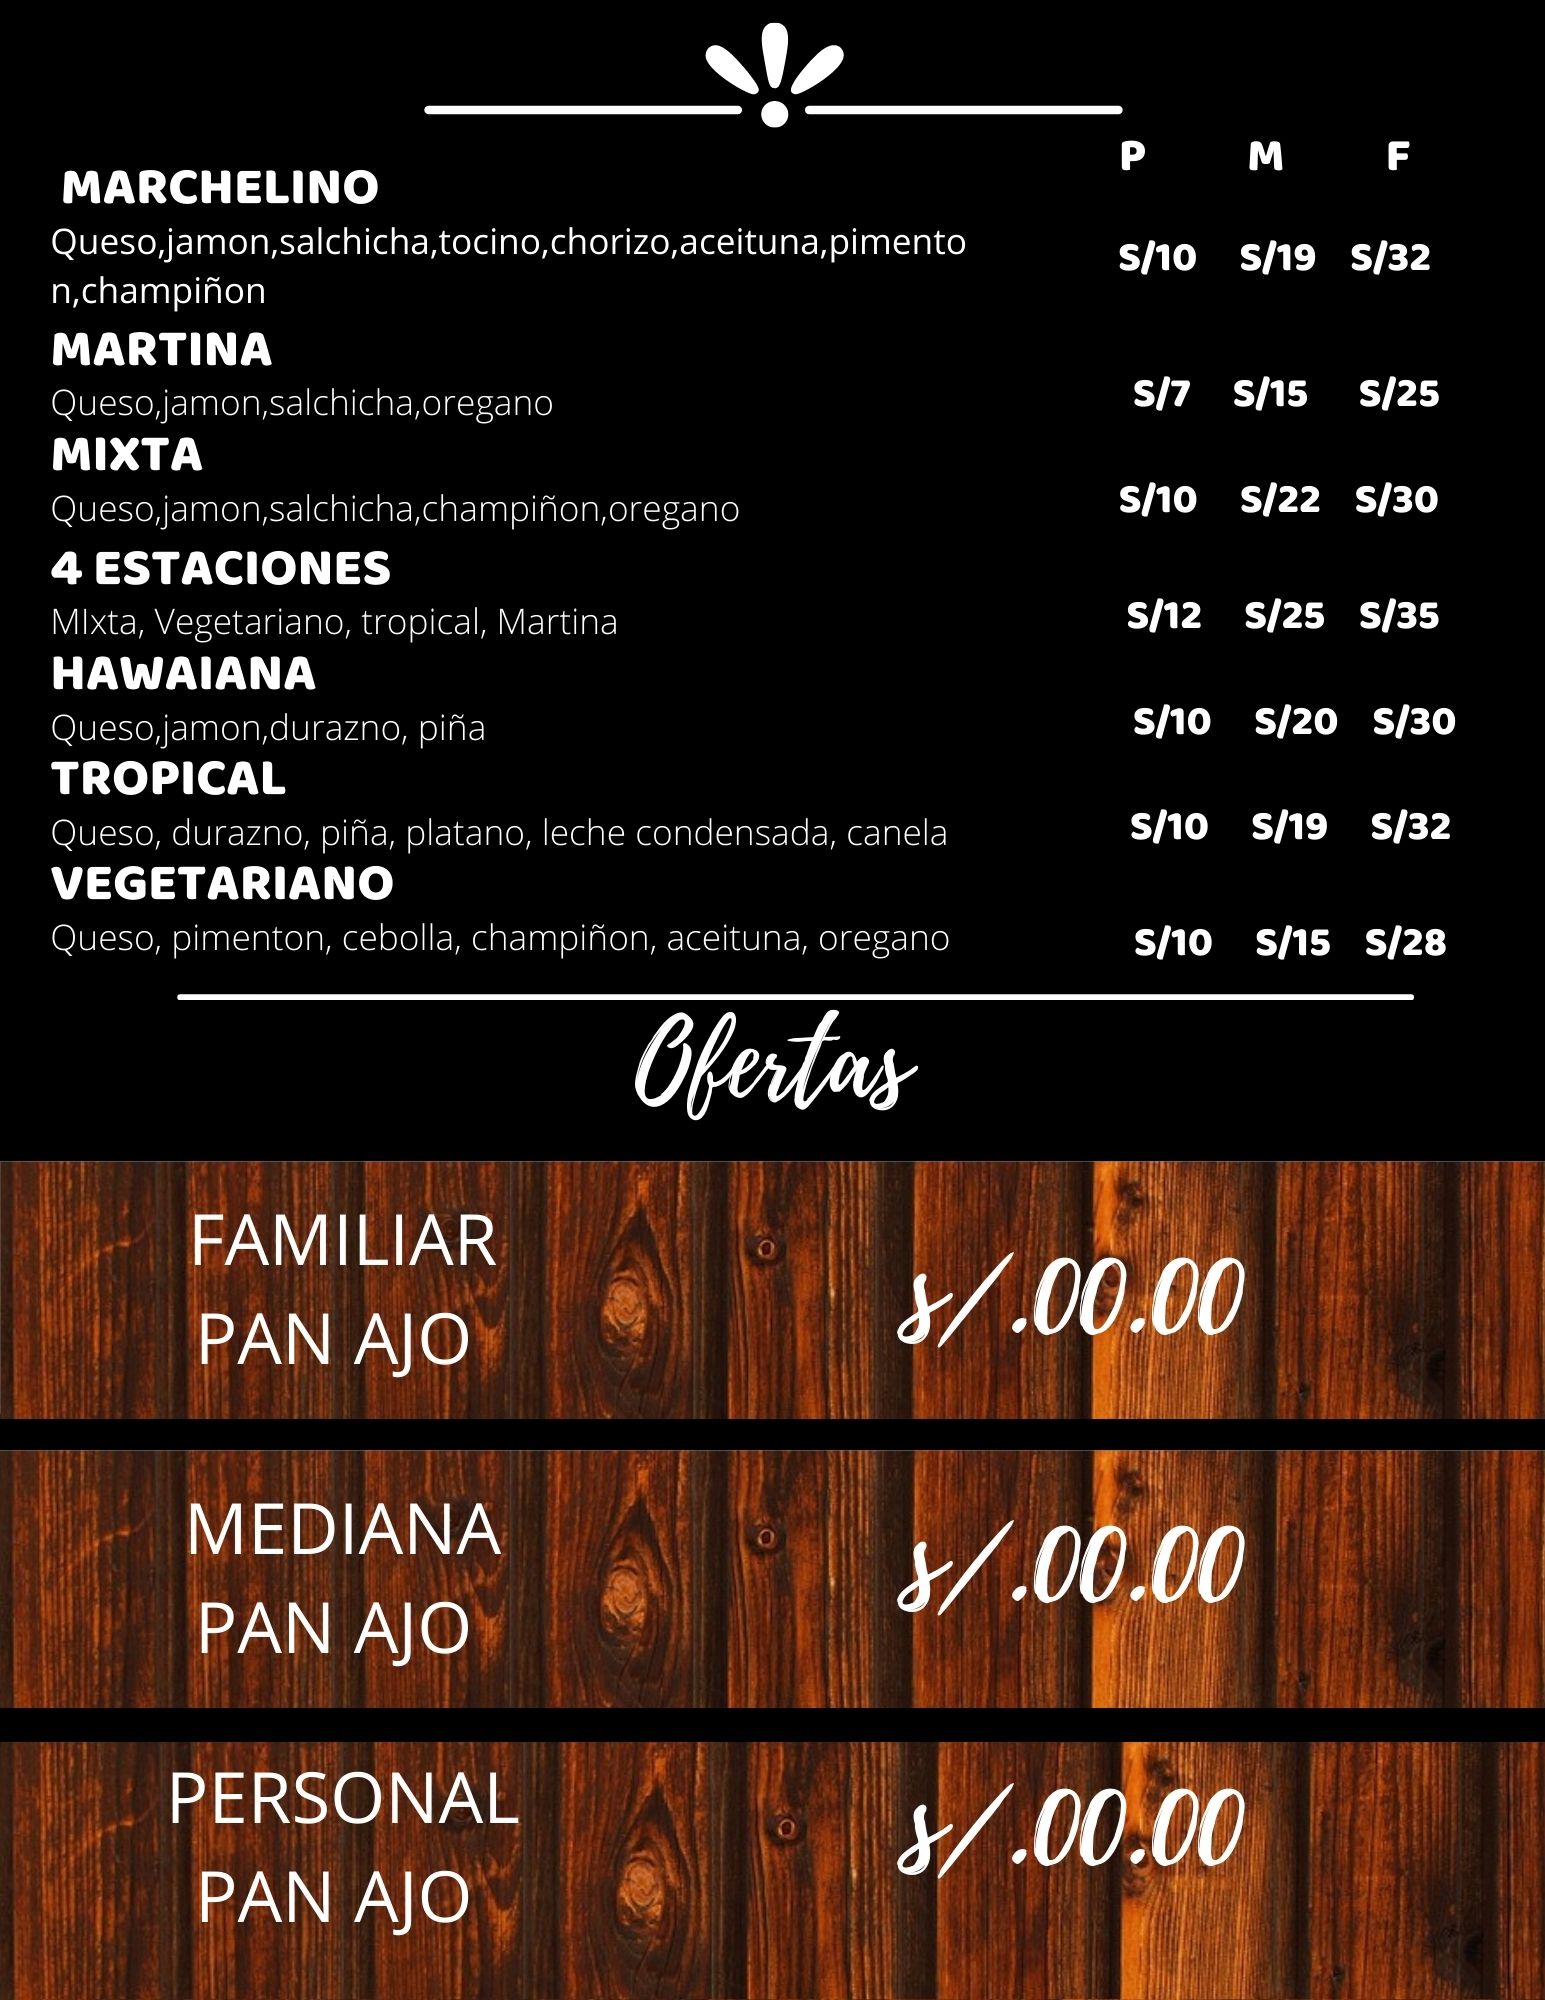 P M F
MARCHELINO
Queso,jamon,salchicha,tocino,chorizo,aceituna,pimento
n,champiñon
S/10 S/19 S/32
MARTINA
Queso,jamon,salchicha,oregano
S/7 S/15 S/25
MIXTA
Queso,jamon,salchicha,champiñon,oregano
S/10 S/22 S/30
4 ESTACIONES
MIxta, Vegetariano, tropical, Martina
S/12 S/25 S/35
HAWAIANA
Queso,jamon,durazno, piña
S/10 S/20 S/30
TROPICAL
Queso, durazno, piña, platano, leche condensada, canela
S/10 S/19 S/32
VEGETARIANO
Queso, pimenton, cebolla, champiñon, aceituna, oregano
S/10 S/15 S/28
Ofertas
FAMILIAR
PAN AJO
s/.00.00
MEDIANA
PAN AJO
s/.00.00
PERSONAL
PAN AJO
s/.00.00